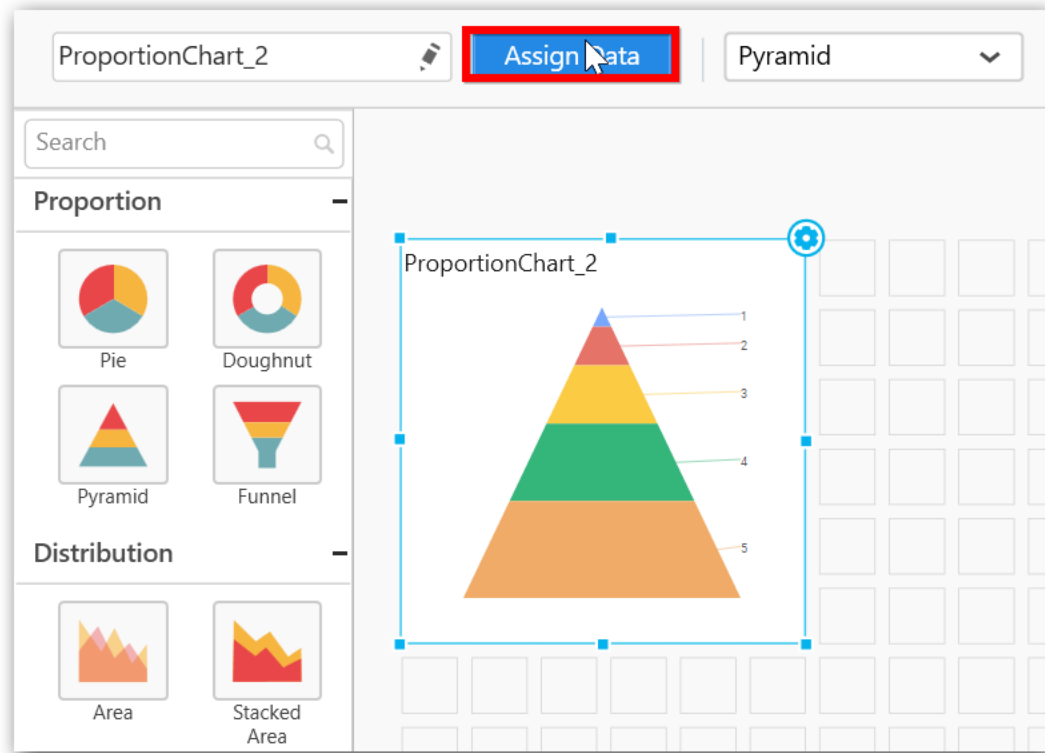 ProportionChart_2
Assign Data
Pyramid
Search
Proportion
Pie
Doughnut
Pyramid
Funnel
Distribution
Area
Stacked
Area
ProportionChart_2
1
2
3
4
5